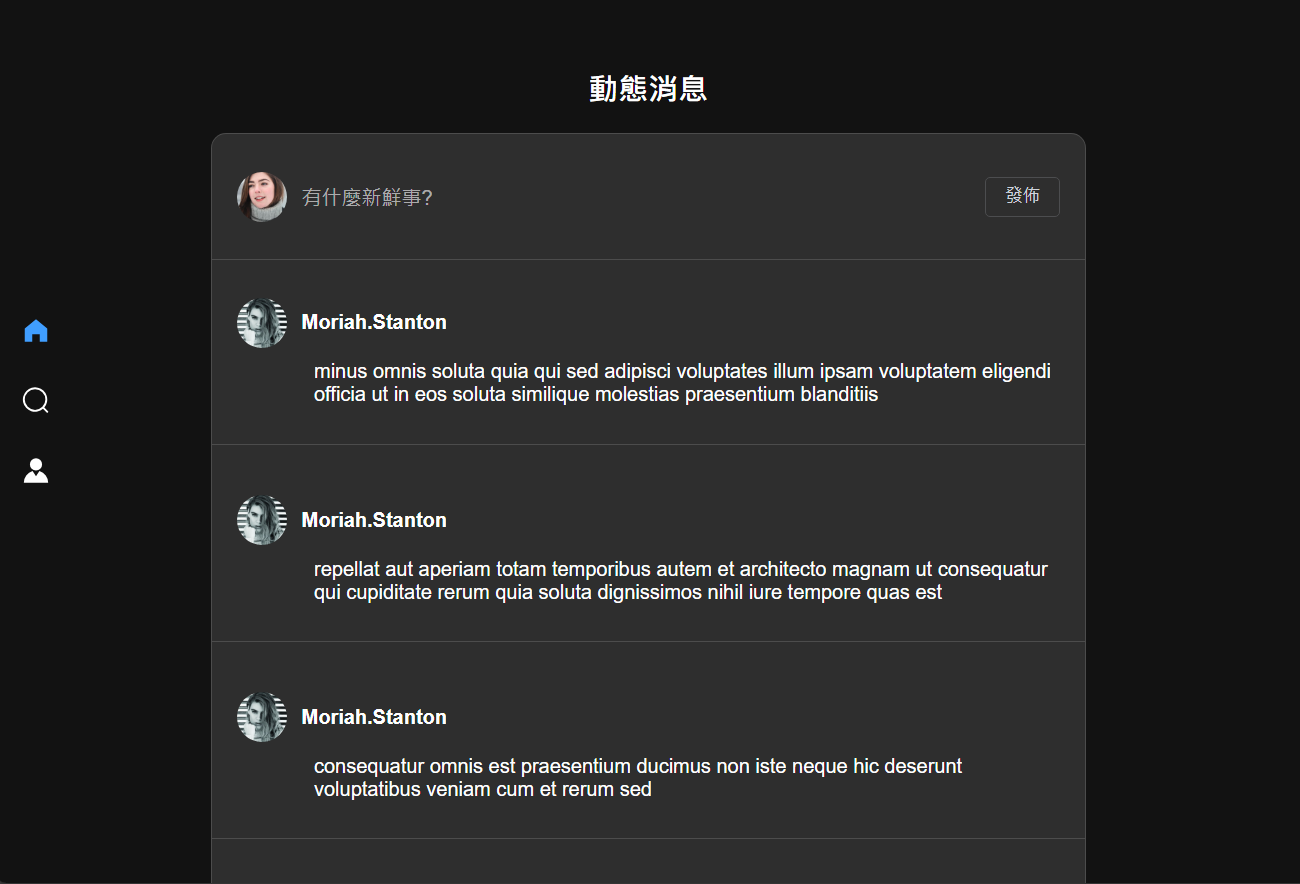 動態消息
有什麼新鮮事?
發佈
Moriah.Stanton
minus omnis soluta quia qui sed adipisci voluptates illum ipsam voluptatem eligendi
officia ut in eos soluta similique molestias praesentium blanditiis
Moriah.Stanton
repellat aut aperiam totam temporibus autem et architecto magnam ut consequatur
qui cupiditate rerum quia soluta dignissimos nihil iure tempore quas est
Moriah.Stanton
consequatur omnis est praesentium ducimus non iste neque hic deserunt
voluptatibus veniam cum et rerum sed